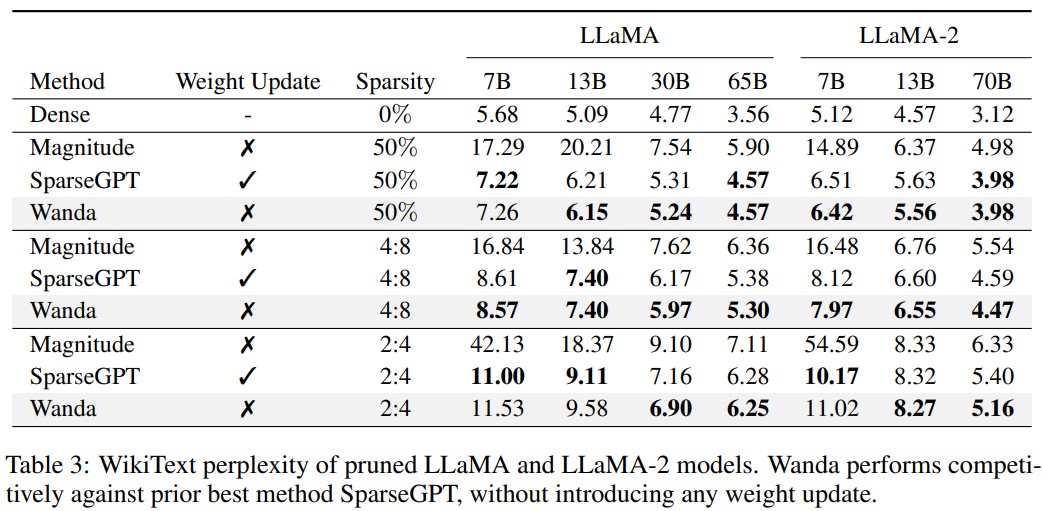 LLaMA LLaMA-2
Method Weight Update Sparsity 7B 13B 30B 65B 7B 13B 70B
Dense - 0% 5.68 5.09 4.77 3.56 5.12 4.57 3.12
Magnitude ✗ 50% 17.29 20.21 7.54 5.90 14.89 6.37 4.98
SparseGPT ✓ 50% 7.22 6.21 5.31 4.57 6.51 5.63 3.98
Wanda ✗ 50% 7.26 6.15 5.24 4.57 6.42 5.56 3.98
Magnitude ✗ 4:8 16.84 13.84 7.62 6.36 16.48 6.76 5.54
SparseGPT ✓ 4:8 8.61 7.40 6.17 5.38 8.12 6.60 4.59
Wanda ✗ 4:8 8.57 7.40 5.97 5.30 7.97 6.55 4.47
Magnitude ✗ 2:4 42.13 18.37 9.10 7.11 54.59 8.33 6.33
SparseGPT ✓ 2:4 11.00 9.11 7.16 6.28 10.17 8.32 5.40
Wanda ✗ 2:4 11.53 9.58 6.90 6.25 11.02 8.27 5.16
Table 3: WikiText perplexity of pruned LLaMA and LLaMA-2 models. Wanda performs competi-
tively against prior best method SparseGPT, without introducing any weight update.